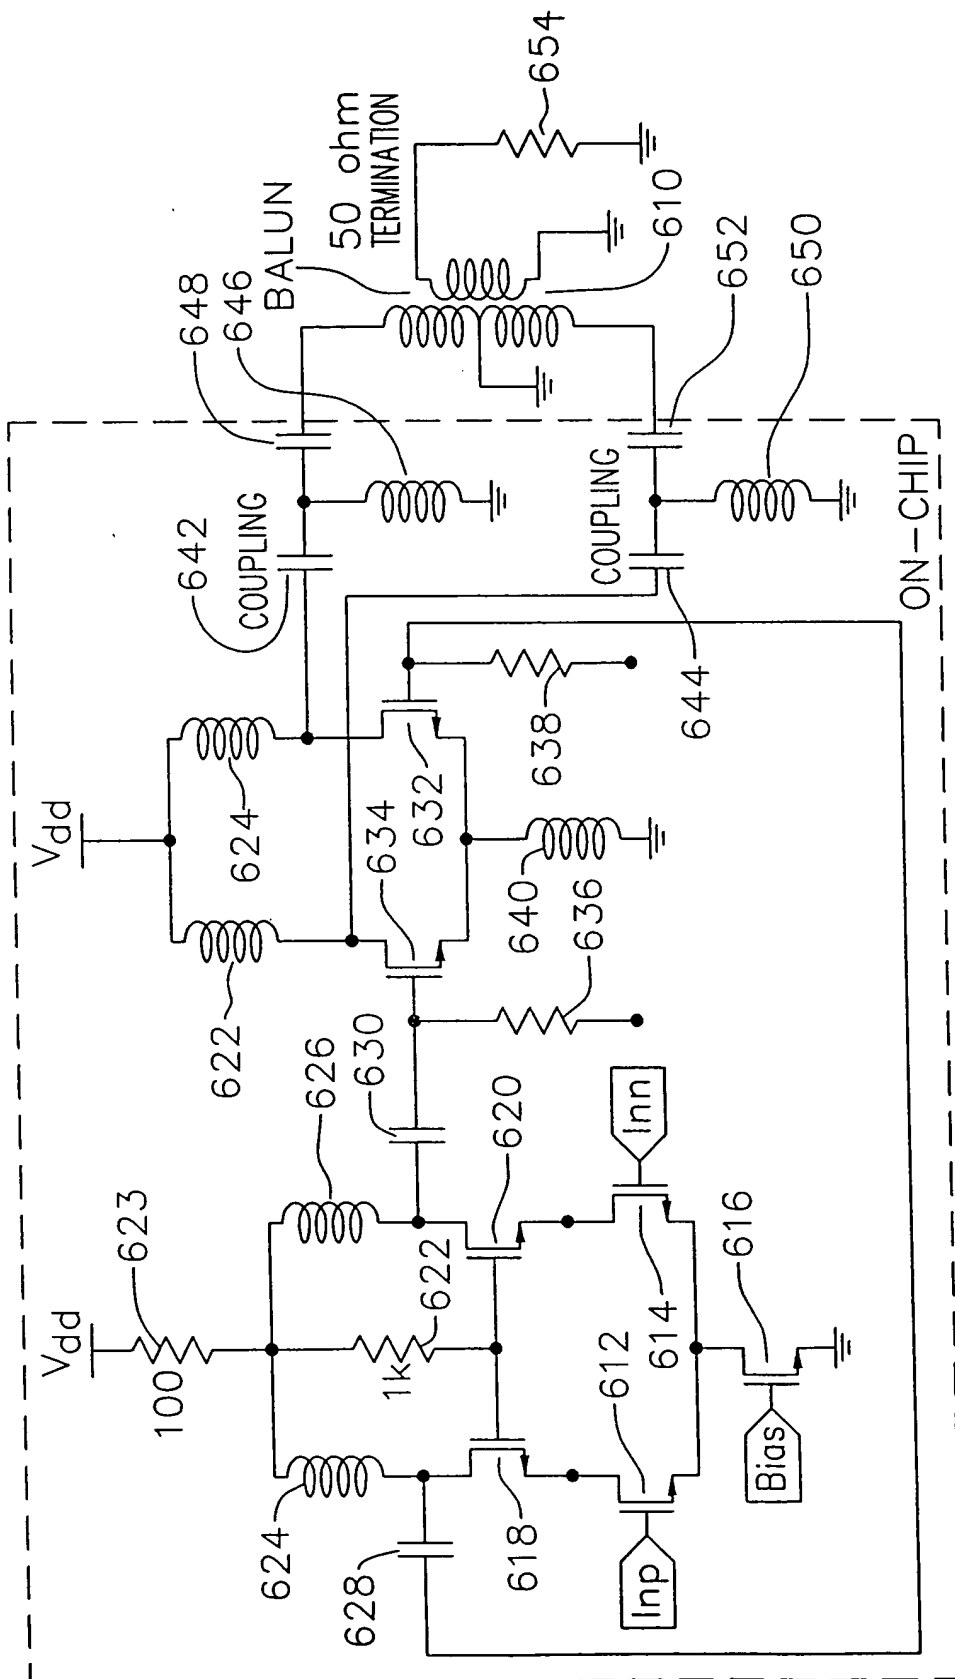 Vdd
623
100
624
626
622
1k
628
630
618
620
612
614
Inp
Inn
616
Bias
Vdd
622
624
634
632
636
638
640
642
COUPLING
COUPLING
644
648
646
652
650
BALUN
610
50 ohm
TERMINATION
654
ON-CHIP